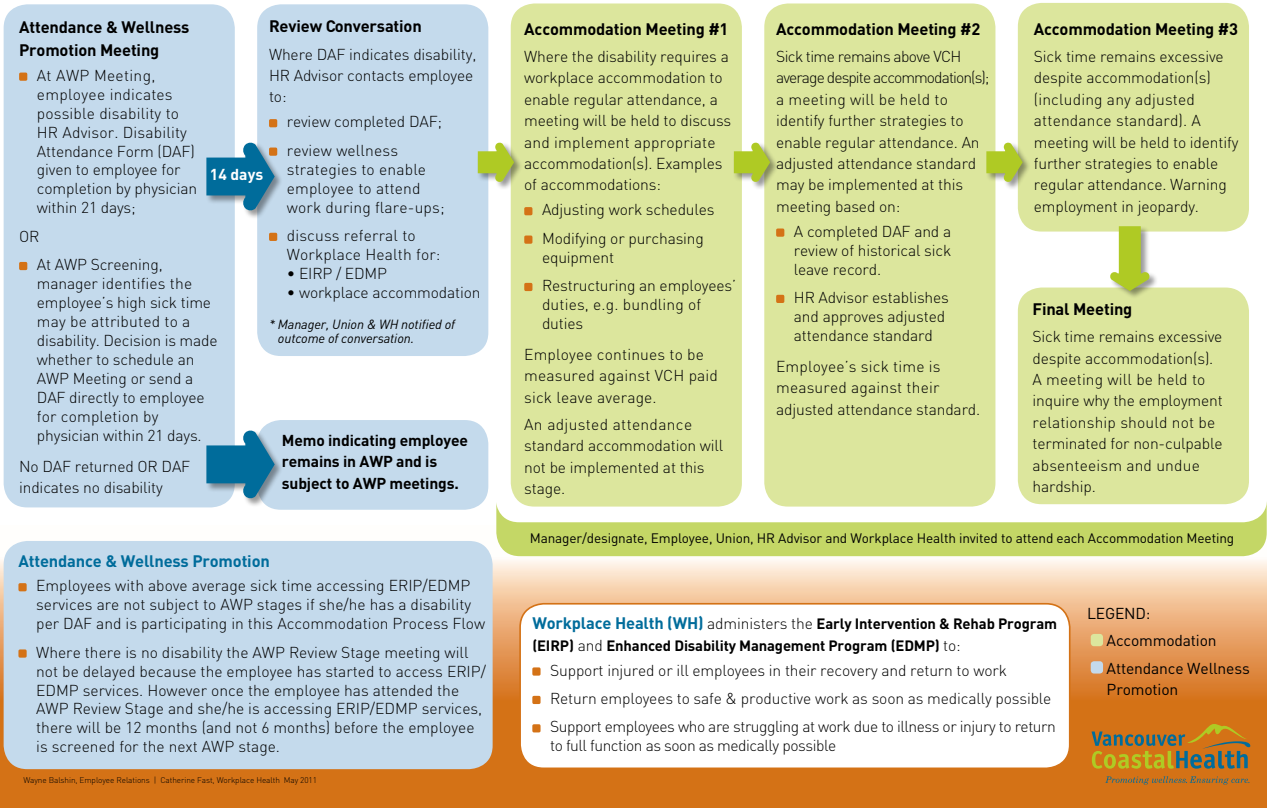 Attendance & Wellness
Promotion Meeting
At AWP Meeting,
employee indicates
possible disability to
HR Advisor. Disability
Attendance Form (DAF)
given to employee for
completion by physician
within 21 days;
OR
At AWP Screening,
manager identifies the
employee's high sick time
may be attributed to a
disability. Decision is made
whether to schedule an
AWP Meeting or send a
DAF directly to employee
for completion by
physician within 21 days.
No DAF returned OR DAF
indicates no disability
14 days
Review Conversation
Where DAF indicates disability,
HR Advisor contacts employee
to:
review completed DAF;
review wellness
strategies to enable
employee to attend
work during flare-ups;
discuss referral to
Workplace Health for:
• EIRP / EDMP
• workplace accommodation
* Manager, Union & WH notified of
outcome of conversation.
Memo indicating employee
remains in AWP and is
subject to AWP meetings.
Accommodation Meeting #1
Where the disability requires a
workplace accommodation to
enable regular attendance, a
meeting will be held to discuss
and implement appropriate
accommodation(s). Examples
of accommodations:
Adjusting work schedules
Modifying or purchasing
equipment
Restructuring an employees'
duties, e.g. bundling of
duties
Employee continues to be
measured against VCH paid
sick leave average.
An adjusted attendance
standard accommodation will
not be implemented at this
stage.
Accommodation Meeting #2
Sick time remains above VCH
average despite accommodation(s);
a meeting will be held to
identify further strategies to
enable regular attendance. An
adjusted attendance standard
may be implemented at this
meeting based on:
A completed DAF and a
review of historical sick
leave record.
HR Advisor establishes
and approves adjusted
attendance standard
Employee's sick time is
measured against their
adjusted attendance standard.
Accommodation Meeting #3
Sick time remains excessive
despite accommodation(s)
(including any adjusted
attendance standard). A
meeting will be held to identify
further strategies to enable
regular attendance. Warning
employment in jeopardy.
Final Meeting
Sick time remains excessive
despite accommodation(s).
A meeting will be held to
inquire why the employment
relationship should not be
terminated for non-culpable
absenteeism and undue
hardship.
Manager/designate, Employee, Union, HR Advisor and Workplace Health invited to attend each Accommodation Meeting
Attendance & Wellness Promotion
Employees with above average sick time accessing ERIP/EDMP
services are not subject to AWP stages if she/he has a disability
per DAF and is participating in this Accommodation Process Flow
Where there is no disability the AWP Review Stage meeting will
not be delayed because the employee has started to access ERIP/
EDMP services. However once the employee has attended the
AWP Review Stage and she/he is accessing ERIP/EDMP services,
there will be 12 months (and not 6 months) before the employee
is screened for the next AWP stage.
Wayne Balshin, Employee Relations | Catherine Fast, Workplace Health May 2011
Workplace Health (WH) administers the Early Intervention & Rehab Program
(EIRP) and Enhanced Disability Management Program (EDMP) to:
Support injured or ill employees in their recovery and return to work
Return employees to safe & productive work as soon as medically possible
Support employees who are struggling at work due to illness or injury to return
to full function as soon as medically possible
LEGEND:
Accommodation
Attendance Wellness
Promotion
Vancouver
CoastalHealth
Promoting wellness. Ensuring care.